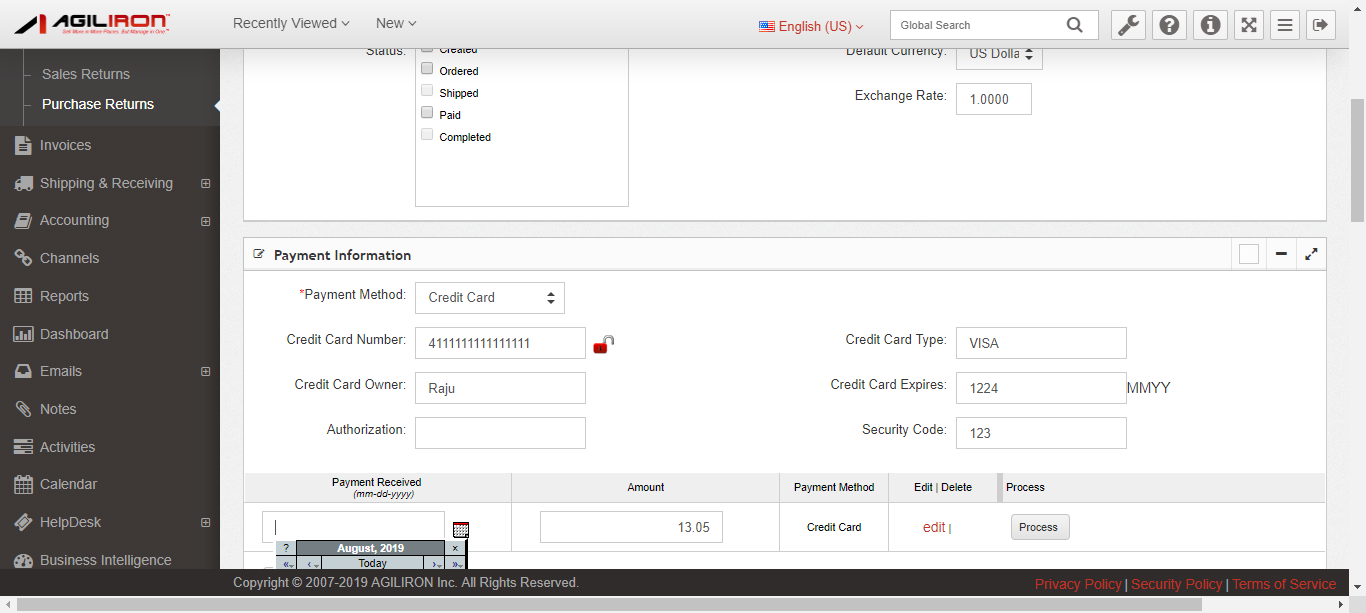 AGILIRON
Sell More in More Places. But Manage in One™
Recently Viewed
New
English (US)
Global Search
Sales Returns
Purchase Returns
Invoices
Shipping & Receiving
Accounting
Channels
Reports
Dashboard
Emails
Notes
Activities
Calendar
HelpDesk
Business Intelligence
Status:
Created
Ordered
Shipped
Paid
Completed
Default Currency:
US Dolla
Exchange Rate:
1.0000
Payment Information
*Payment Method:
Credit Card
Credit Card Number:
4111111111111111
Credit Card Type:
VISA
Credit Card Owner:
Raju
Credit Card Expires:
1224
MMYY
Authorization:
Security Code:
123
Payment Received
(mm-dd-yyyy)
Amount
Payment Method
Edit | Delete
Process
13.05
Credit Card
edit |
Process
?
August, 2019
×
«
‹
Today
›
»
Copyright © 2007-2019 AGILIRON Inc. All Rights Reserved.
Privacy Policy | Security Policy | Terms of Service